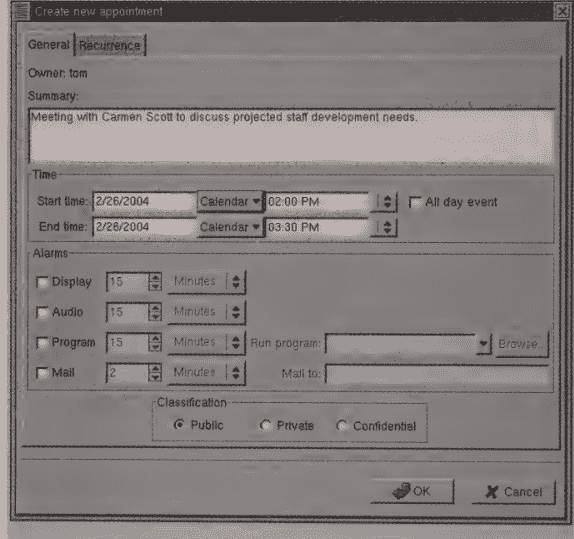 Create new appointment
General Recurrence
Owner: tom
Summary:
Meeting with Carmen Scott to discuss projected staff development needs.
Time
Start time: 2/26/2004 Calendar 02:00 PM All day event
End time: 2/26/2004 Calendar 03:30 PM
Alarms
Display 15 Minutes
Audio 15 Minutes
Program 15 Minutes Run program: Browse...
Mail 2 Minutes Mail to:
Classification
Public Private Confidential
OK Cancel